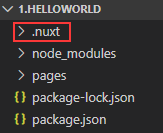 1.HELLOWORLD
.nuxt
node_modules
pages
{} package-lock.json
{} package.json